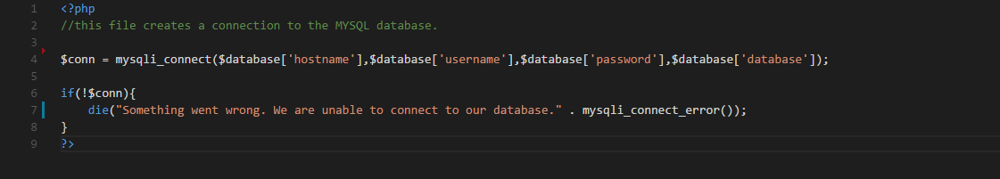 1 <?php
2 //this file creates a connection to the MYSQL database.
3
4 $conn = mysqli_connect($database['hostname'],$database['username'],$database['password'],$database['database']);
5
6 if(!$conn){
7     die("Something went wrong. We are unable to connect to our database." . mysqli_connect_error());
8 }
9 ?>